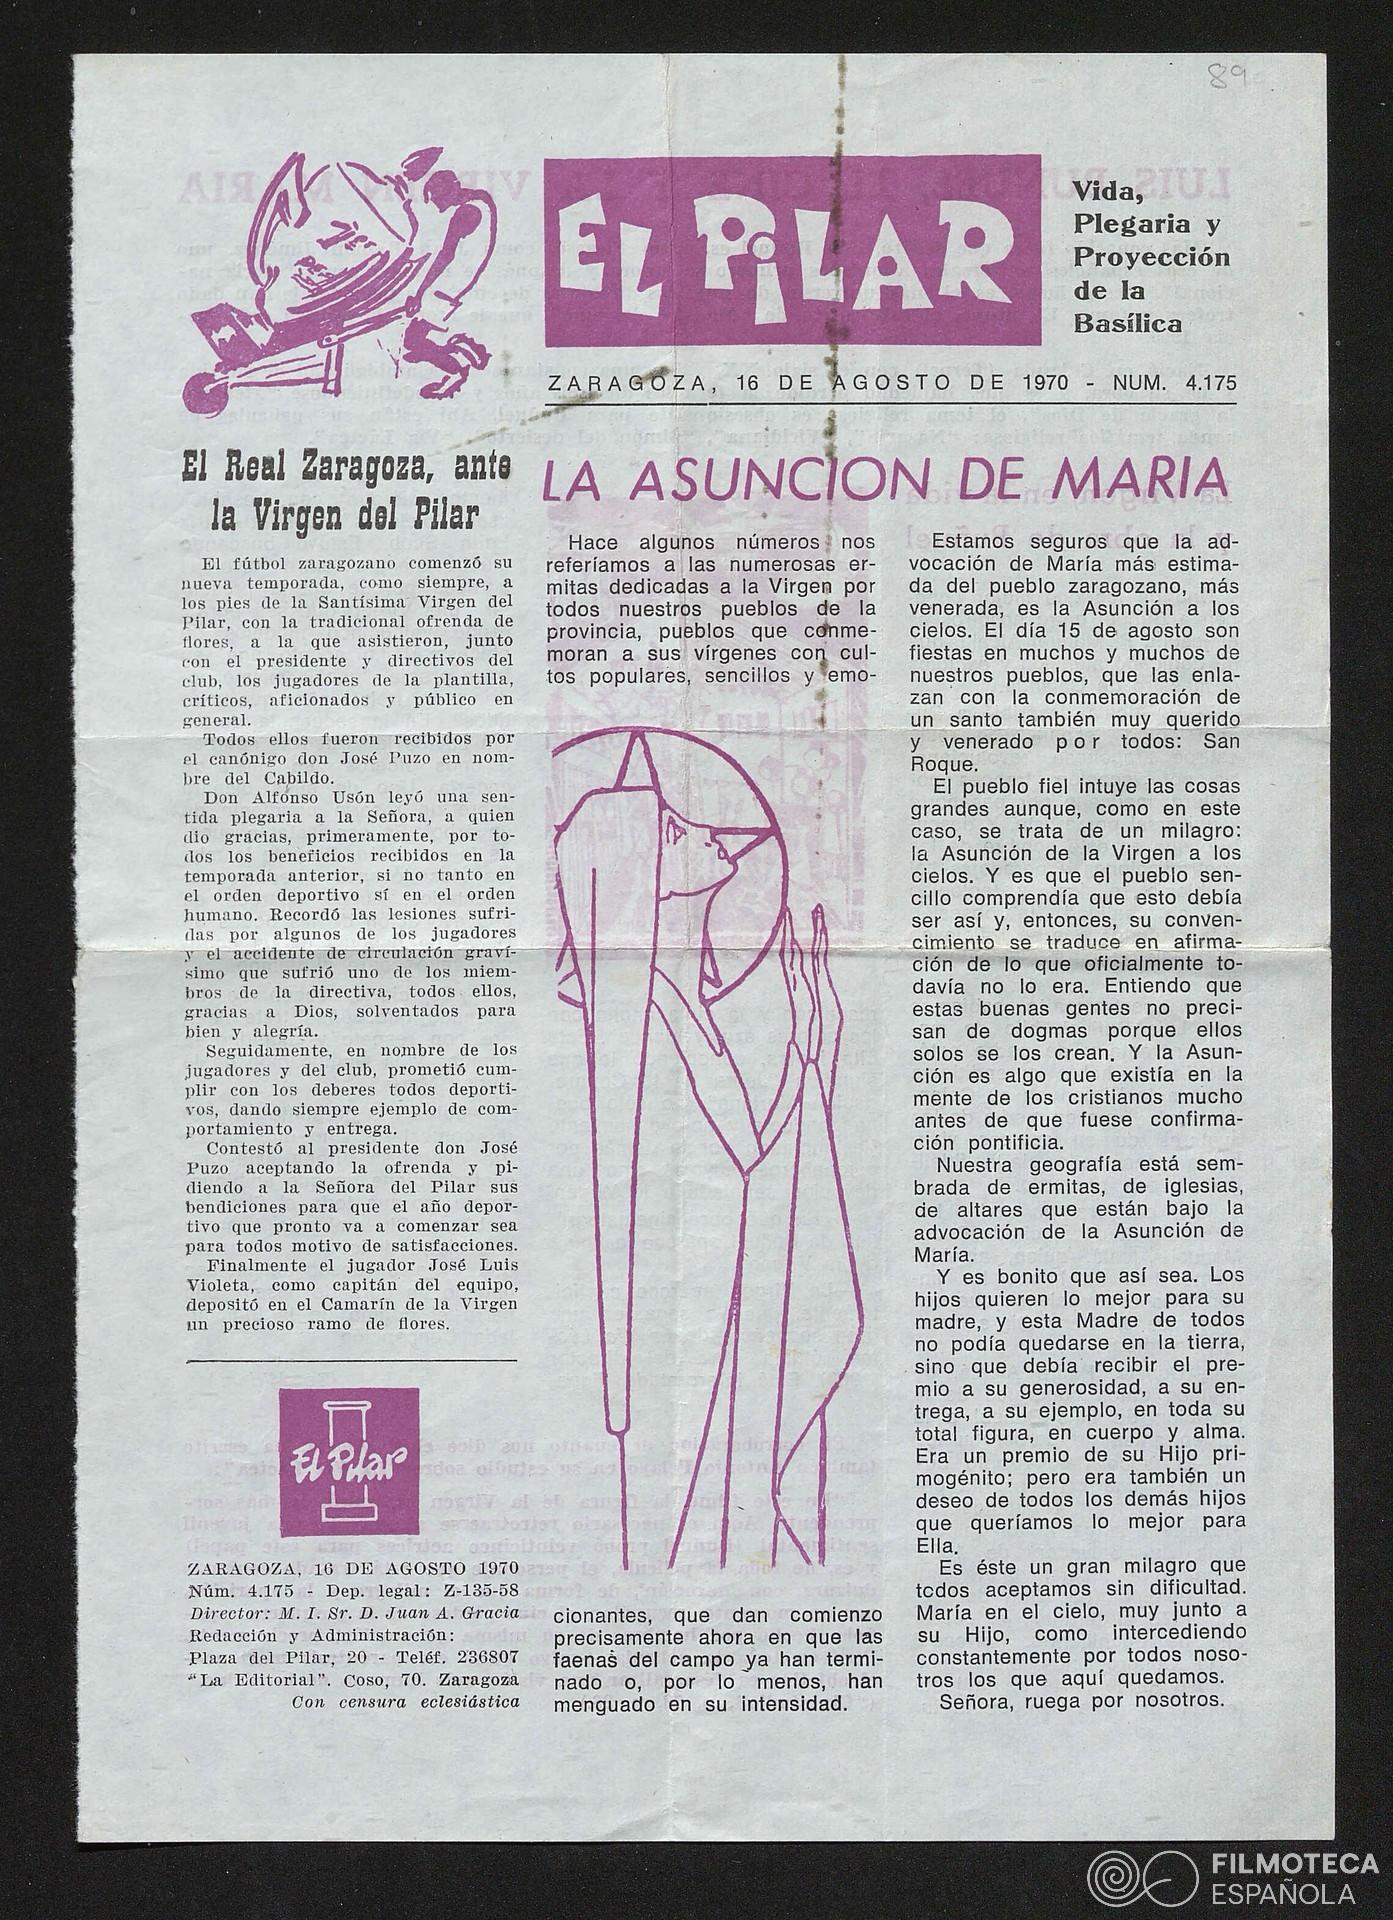 89
EL PILAR
Vida,
Plegaria y
Proyección
de la
Basílica
ZARAGOZA, 16 DE AGOSTO DE 1970 - NUM. 4.175
El Real Zaragoza, ante
la Virgen del Pilar
El fútbol zaragozano comenzó su
nueva temporada, como siempre, a
los pies de la Santísima Virgen del
Pilar, con la tradicional ofrenda de
flores, a la que asistieron, junto
con el presidente y directivos del
club, los jugadores de la plantilla,
críticos, aficionados y público en
general.
Todos ellos fueron recibidos por
el canónigo don José Puzo en nom-
bre del Cabildo.
Don Alfonso Usón leyó una sen-
tida plegaria a la Señora, a quien
dio gracias, primeramente, por to-
dos los beneficios recibidos en la
temporada anterior, si no tanto en
el orden deportivo sí en el orden
humano. Recordó las lesiones sufri-
das por algunos de los jugadores
y el accidente de circulación graví-
simo que sufrió uno de los miem-
bros de la directiva, todos ellos,
gracias a Dios, solventados para
bien y alegría.
Seguidamente, en nombre de los
jugadores y del club, prometió cum-
plir con los deberes todos deporti-
vos, dando siempre ejemplo de com-
portamiento y entrega.
Contestó al presidente don José
Puzo aceptando la ofrenda y pi-
diendo a la Señora del Pilar sus
bendiciones para que el año depor-
tivo que pronto va a comenzar sea
para todos motivo de satisfacciones.
Finalmente el jugador José Luis
Violeta, como capitán del equipo,
depositó en el Camarín de la Virgen
un precioso ramo de flores.
El Pilar
ZARAGOZA, 16 DE AGOSTO 1970
Núm. 4.175 - Dep. legal: Z-135-58
Director: M. I. Sr. D. Juan A. Gracia
Redacción y Administración:
Plaza del Pilar, 20 - Teléf. 236807
"La Editorial". Coso, 70. Zaragoza
Con censura eclesiástica
LA ASUNCION DE MARIA
Hace algunos números nos
referíamos a las numerosas er-
mitas dedicadas a la Virgen por
todos nuestros pueblos de la
provincia, pueblos que conme-
moran a sus vírgenes con cul-
tos populares, sencillos y emo-
cionantes, que dan comienzo
precisamente ahora en que las
faenas del campo ya han termi-
nado o, por lo menos, han
menguado en su intensidad.
Estamos seguros que la ad-
vocación de María más estima-
da del pueblo zaragozano, más
venerada, es la Asunción a los
cielos. El día 15 de agosto son
fiestas en muchos y muchos de
nuestros pueblos, que las enla-
zan con la conmemoración de
un santo también muy querido
y venerado por todos: San
Roque.
El pueblo fiel intuye las cosas
grandes aunque, como en este
caso, se trata de un milagro:
la Asunción de la Virgen a los
cielos. Y es que el pueblo sen-
cillo comprendía que esto debía
ser así y, entonces, su conven-
cimiento se traduce en afirma-
ción de lo que oficialmente to-
davía no lo era. Entiendo que
estas buenas gentes no preci-
san de dogmas porque ellos
solos se los crean. Y la Asun-
ción es algo que existía en la
mente de los cristianos mucho
antes de que fuese confirma-
ción pontificia.
Nuestra geografía está sem-
brada de ermitas, de iglesias,
de altares que están bajo la
advocación de la Asunción de
María.
Y es bonito que así sea. Los
hijos quieren lo mejor para su
madre, y esta Madre de todos
no podía quedarse en la tierra,
sino que debía recibir el pre-
mio a su generosidad, a su en-
trega, a su ejemplo, en toda su
total figura, en cuerpo y alma.
Era un premio de su Hijo pri-
mogénito; pero era también un
deseo de todos los demás hijos
que queríamos lo mejor para
Ella.
Es éste un gran milagro que
todos aceptamos sin dificultad.
María en el cielo, muy junto a
su Hijo, como intercediendo
constantemente por todos noso-
tros los que aquí quedamos.
Señora, ruega por nosotros.
FILMOTECA
ESPAÑOLA